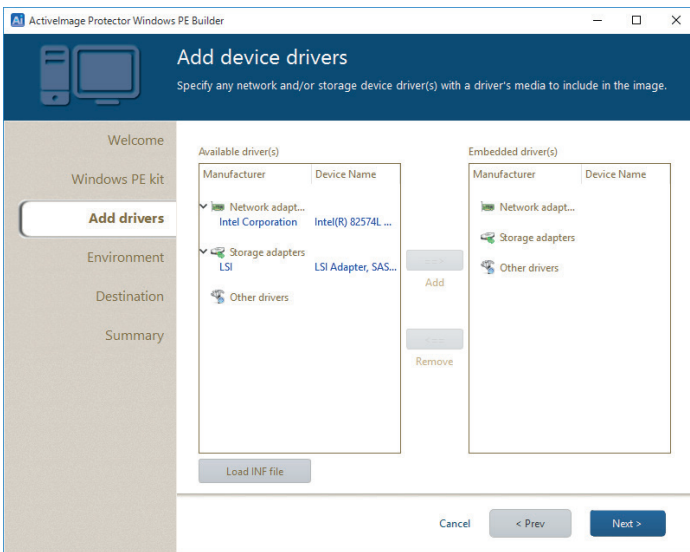 Ai ActiveImage Protector Windows PE Builder
Add device drivers
Specify any network and/or storage device driver(s) with a driver's media to include in the image.
Welcome
Windows PE kit
Add drivers
Environment
Destination
Summary
Available driver(s)
Manufacturer Device Name
Network adapt...
Intel Corporation Intel(R) 82574L ...
Storage adapters
LSI LSI Adapter, SAS...
Other drivers
Add
Remove
Embedded driver(s)
Manufacturer Device Name
Network adapt...
Storage adapters
Other drivers
Load INF file
Cancel < Prev Next >